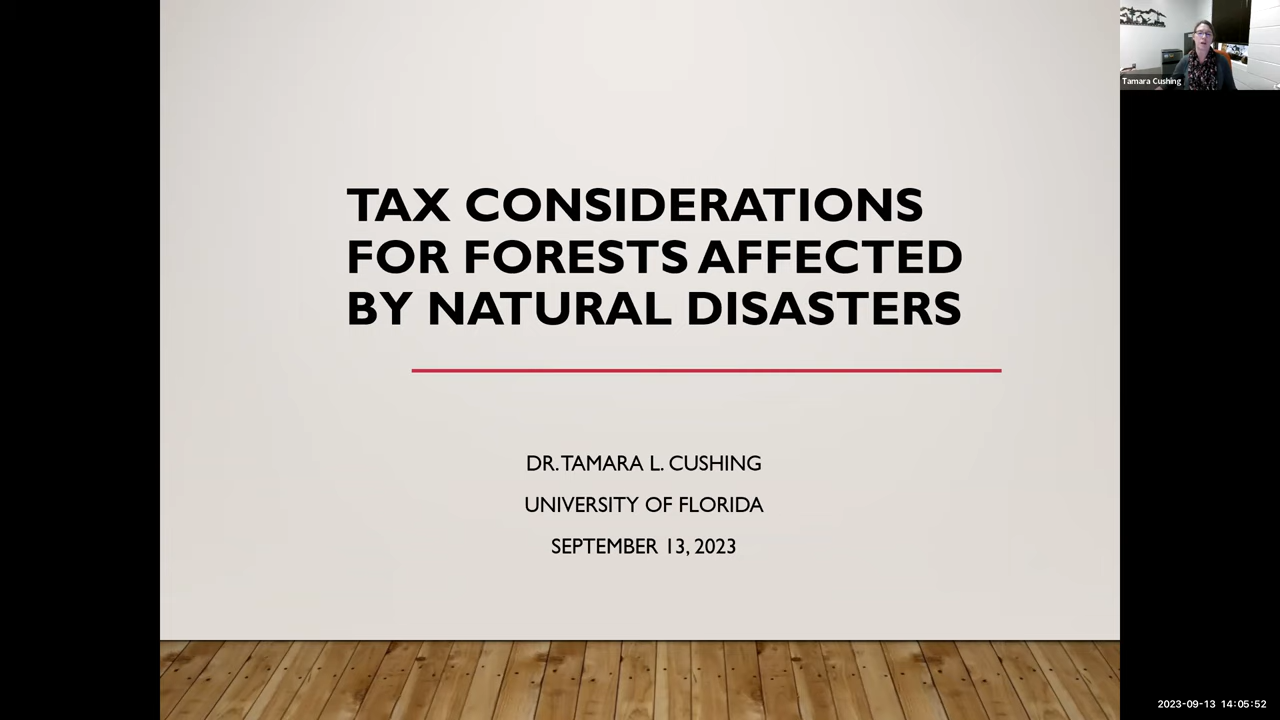 Tamara Cushing
TAX CONSIDERATIONS
FOR FORESTS AFFECTED
BY NATURAL DISASTERS
DR. TAMARA L. CUSHING
UNIVERSITY OF FLORIDA
SEPTEMBER 13, 2023
2023-09-13 14:05:52